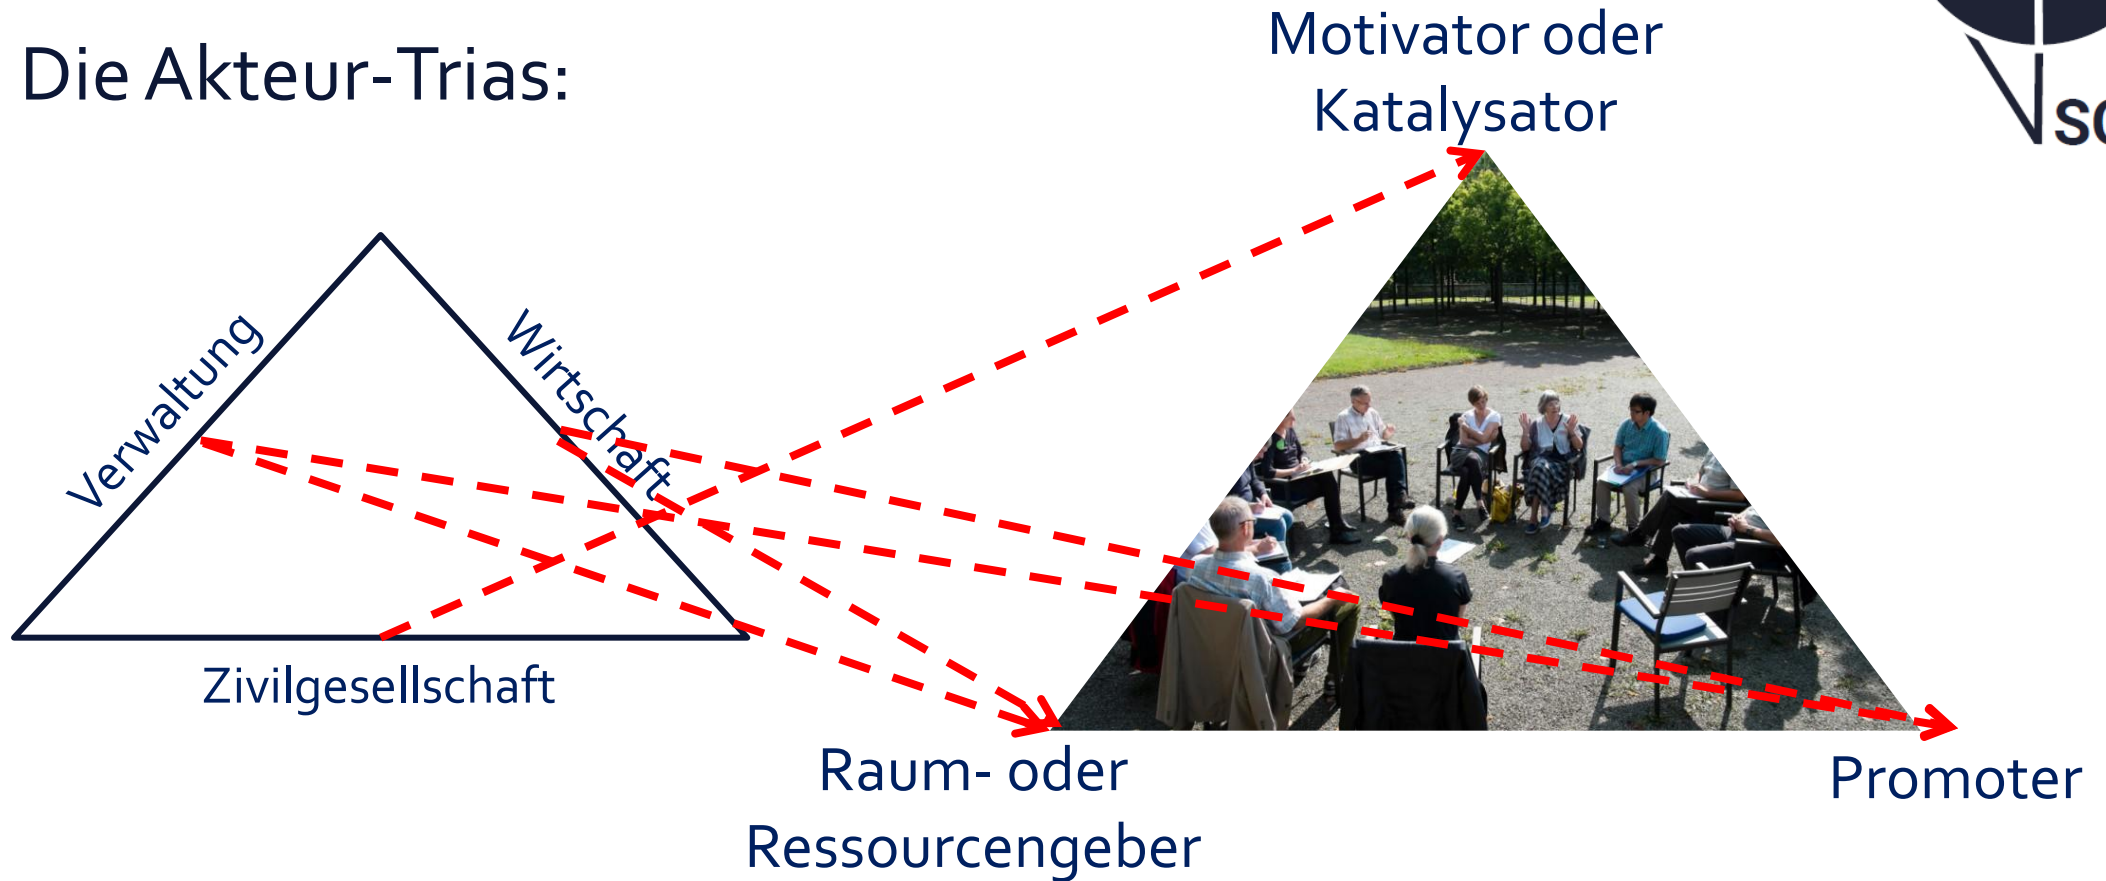 Die Akteur-Trias:
Motivator oder
Katalysator
Verwaltung
Wirtschaft
Zivilgesellschaft
Raum- oder
Ressourcengeber
Promoter